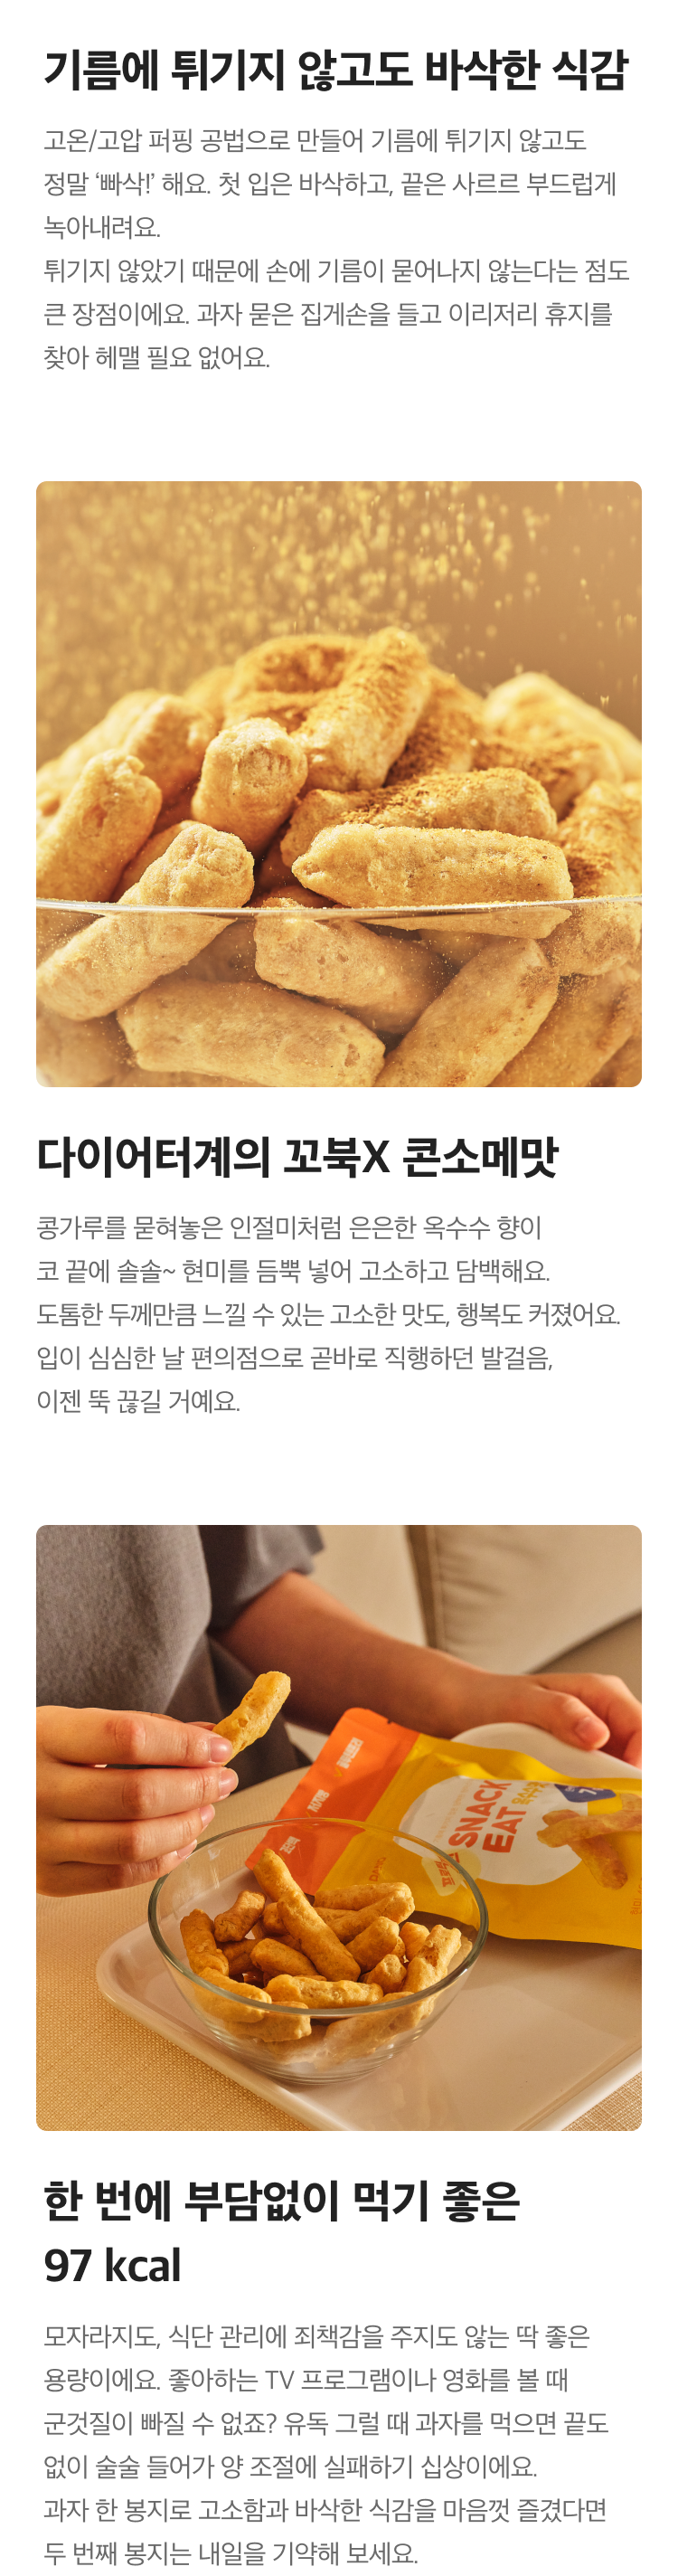 기름에 튀기지 않고도 바삭한 식감
고온/고압 퍼핑 공법으로 만들어 기름에 튀기지 않고도
정말 ‘빠삭!’ 해요. 첫 입은 바삭하고, 끝은 사르르 부드럽게
녹아내려요.
튀기지 않았기 때문에 손에 기름이 묻어나지 않는다는 점도
큰 장점이에요. 과자 묻은 집게손을 들고 이리저리 휴지를
찾아 헤맬 필요 없어요.
다이어터계의 꼬북X 콘소메맛
콩가루를 묻혀놓은 인절미처럼 은은한 옥수수 향이
코 끝에 솔솔~ 현미를 듬뿍 넣어 고소하고 담백해요.
도톰한 두께만큼 느낄 수 있는 고소한 맛도, 행복도 커졌어요.
입이 심심한 날 편의점으로 곧바로 직행하던 발걸음,
이젠 뚝 끊길 거예요.
SNACK
EAT
한 번에 부담없이 먹기 좋은
97 kcal
모자라지도, 식단 관리에 죄책감을 주지도 않는 딱 좋은
용량이에요. 좋아하는 TV 프로그램이나 영화를 볼 때
군것질이 빠질 수 없죠? 유독 그럴 때 과자를 먹으면 끝도
없이 술술 들어가 양 조절에 실패하기 십상이에요.
과자 한 봉지로 고소함과 바삭한 식감을 마음껏 즐겼다면
두 번째 봉지는 내일을 기약해 보세요.